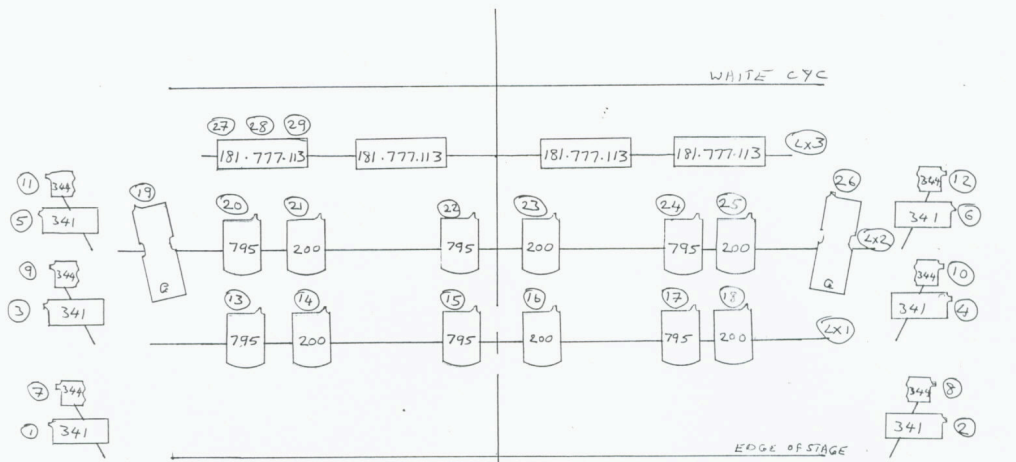 WHITE CYC
27 28 29
181.777.113 181.777.113 181.777.113 181.777.113 LX3
11 344 19 26 344 12
5 341 20 21 22 23 24 25 341 6
795 200 795 200 795 200 LX2
9 344 G G 344 10
3 341 13 14 15 16 17 18 341 4
795 200 795 200 795 200 LX1
7 344 344 8
1 341 341 2
EDGE OF STAGE